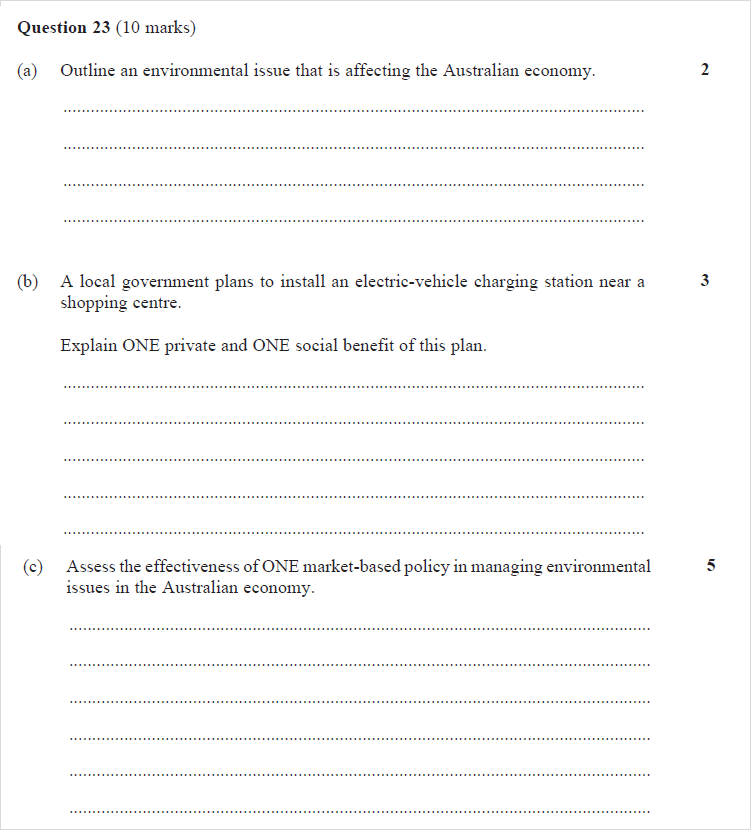 Question 23 (10 marks)
(a) Outline an environmental issue that is affecting the Australian economy. 2
(b) A local government plans to install an electric-vehicle charging station near a 3
shopping centre.
Explain ONE private and ONE social benefit of this plan.
(c) Assess the effectiveness of ONE market-based policy in managing environmental 5
issues in the Australian economy.